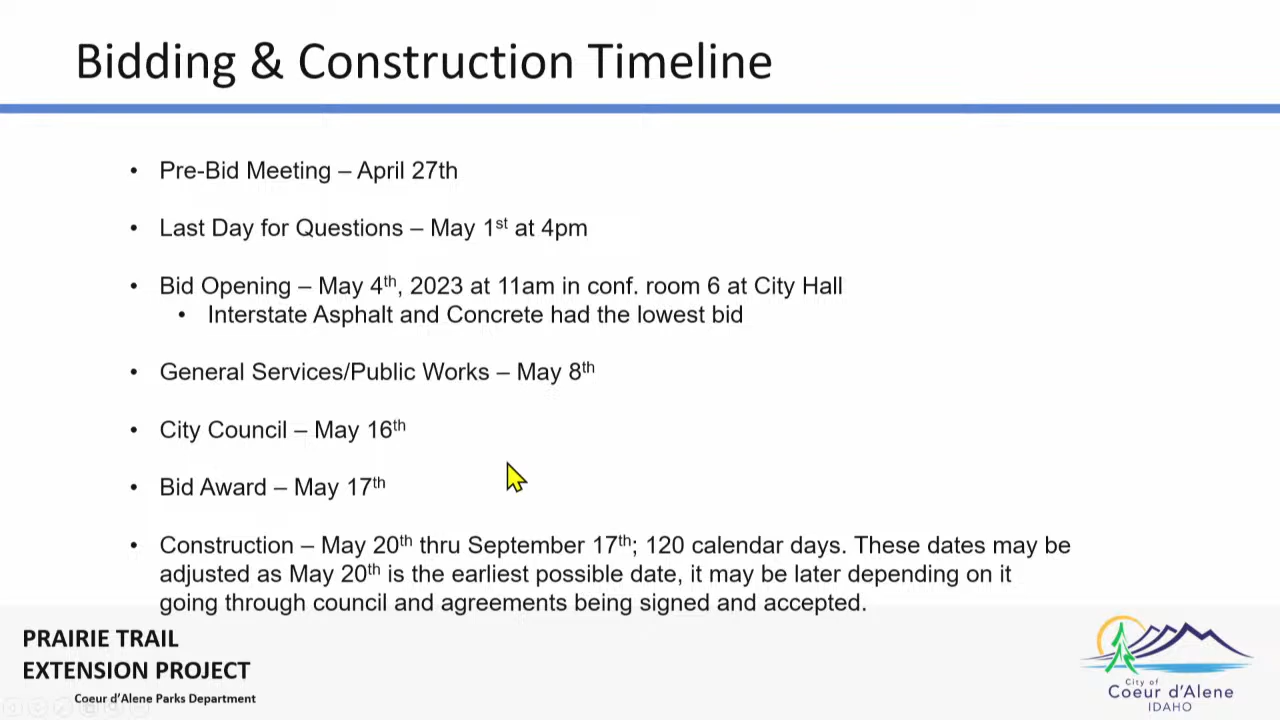 Bidding & Construction Timeline
• Pre-Bid Meeting – April 27th
• Last Day for Questions – May 1st at 4pm
• Bid Opening – May 4th, 2023 at 11am in conf. room 6 at City Hall
• Interstate Asphalt and Concrete had the lowest bid
• General Services/Public Works – May 8th
• City Council – May 16th
• Bid Award – May 17th
• Construction – May 20th thru September 17th; 120 calendar days. These dates may be
adjusted as May 20th is the earliest possible date, it may be later depending on it
going through council and agreements being signed and accepted.
PRAIRIE TRAIL
EXTENSION PROJECT
Coeur d'Alene Parks Department
City of
Coeur d'Alene
IDAHO